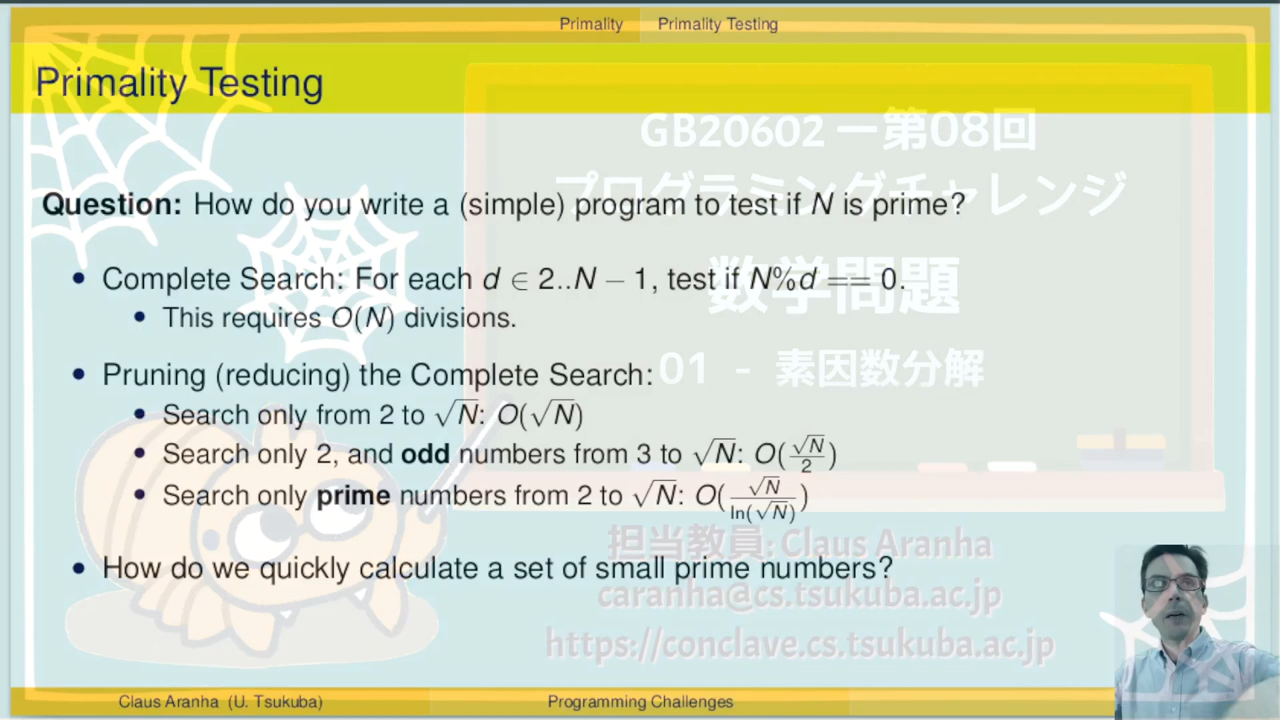 Primality Primality Testing
Primality Testing
GB20602 ー第08回
プログラミングチャレンジ
Question: How do you write a (simple) program to test if N is prime?
数学問題
• Complete Search: For each d ∈ 2..N − 1, test if N%d == 0.
• This requires O(N) divisions.
01 - 素因数分解
• Pruning (reducing) the Complete Search:
• Search only from 2 to √N: O(√N)
• Search only 2, and odd numbers from 3 to √N: O(√N/2)
• Search only prime numbers from 2 to √N: O(√N/ln(√N))
担当教員: Claus Aranha
• How do we quickly calculate a set of small prime numbers?
caranha@cs.tsukuba.ac.jp
https://conclave.cs.tsukuba.ac.jp
Claus Aranha (U. Tsukuba) Programming Challenges